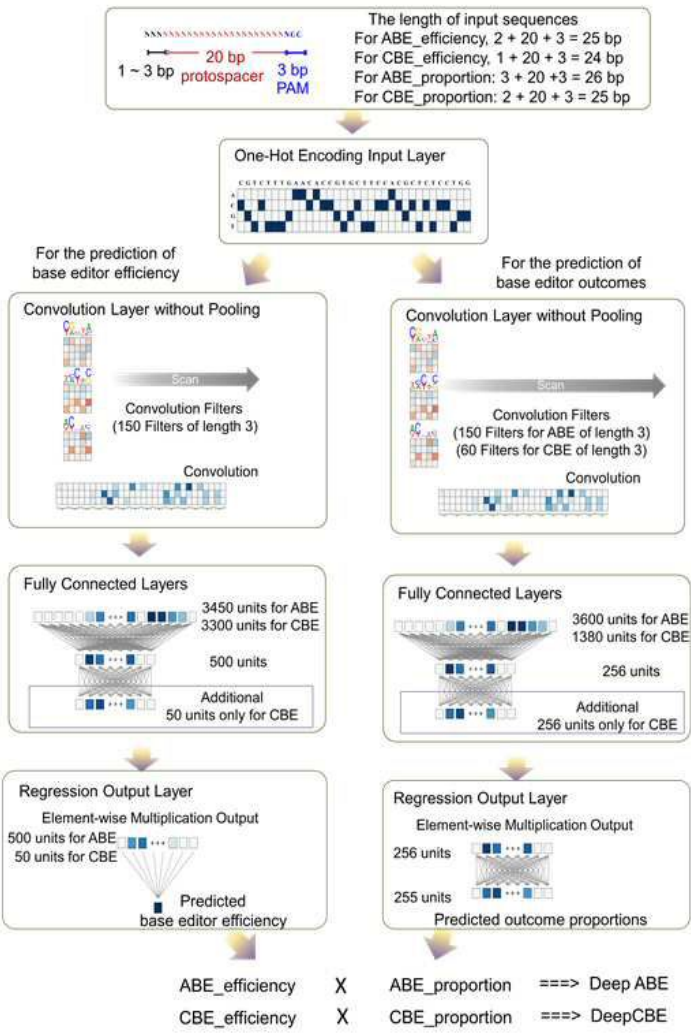 NNNNNNNNNNNNNNNNNNNNNNNNGG
1 ~ 3 bp
20 bp
protospacer
3 bp
PAM
The length of input sequences
For ABE_efficiency, 2 + 20 + 3 = 25 bp
For CBE_efficiency, 1 + 20 + 3 = 24 bp
For ABE_proportion: 3 + 20 +3 = 26 bp
For CBE_proportion: 2 + 20 + 3 = 25 bp
One-Hot Encoding Input Layer
C G T C T T T G A A C A C C G T G C T T C C A C G C T C T C C T G G
A
C
G
T
For the prediction of
base editor efficiency
For the prediction of
base editor outcomes
Convolution Layer without Pooling
Scan
Convolution Filters
(150 Filters of length 3)
Convolution
Convolution Layer without Pooling
Scan
Convolution Filters
(150 Filters for ABE of length 3)
(60 Filters for CBE of length 3)
Convolution
Fully Connected Layers
3450 units for ABE
3300 units for CBE
500 units
Additional
50 units only for CBE
Fully Connected Layers
3600 units for ABE
1380 units for CBE
256 units
Additional
256 units only for CBE
Regression Output Layer
Element-wise Multiplication Output
500 units for ABE
50 units for CBE
Predicted
base editor efficiency
Regression Output Layer
Element-wise Multiplication Output
256 units
255 units
Predicted outcome proportions
ABE_efficiency X ABE_proportion ===> Deep ABE
CBE_efficiency X CBE_proportion ===> DeepCBE